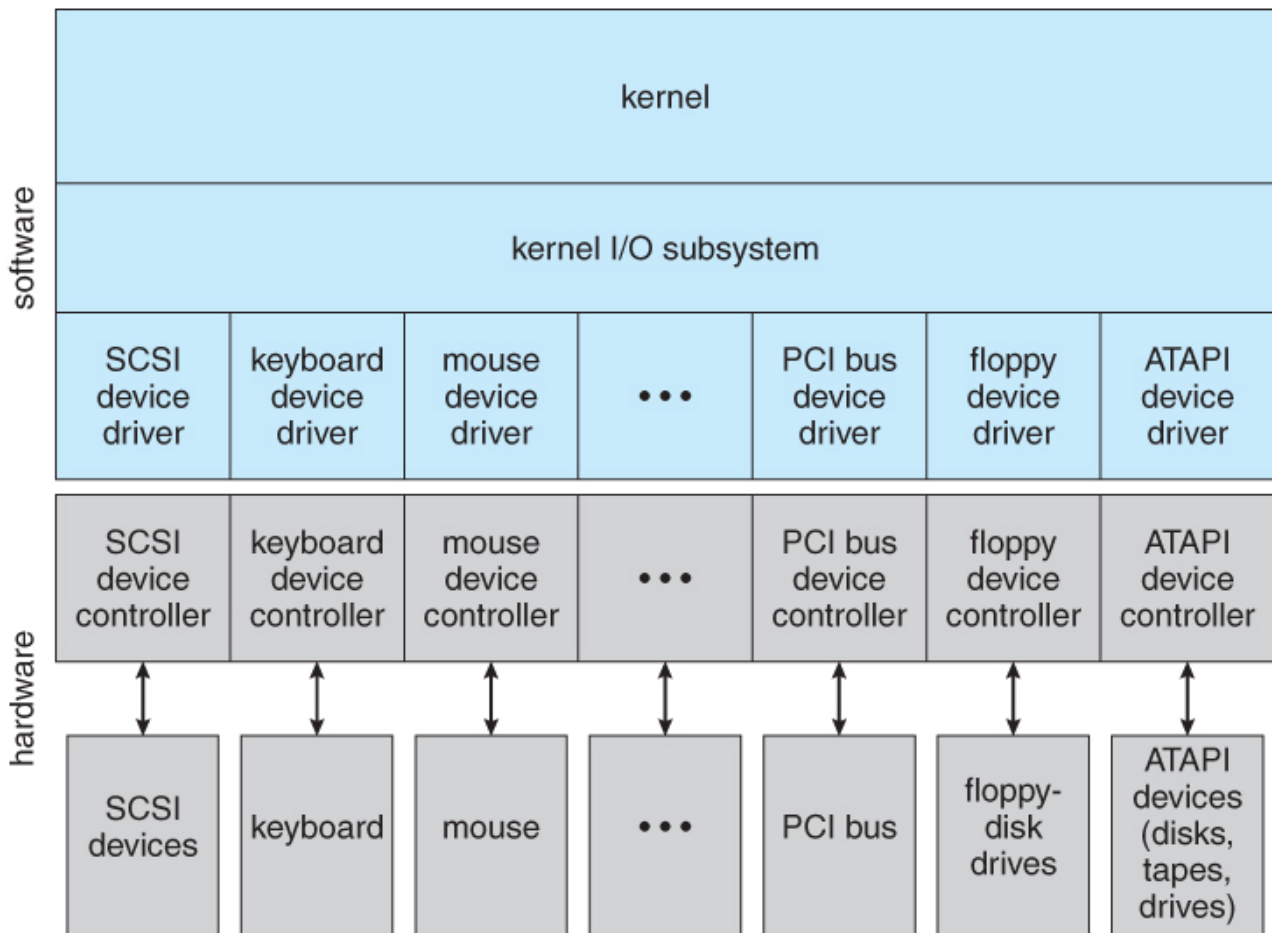 kernel
kernel I/O subsystem
software
SCSI
device
driver
keyboard
device
driver
mouse
device
driver
•••
PCI bus
device
driver
floppy
device
driver
ATAPI
device
driver
SCSI
device
controller
keyboard
device
controller
mouse
device
controller
•••
PCI bus
device
controller
floppy
device
controller
ATAPI
device
controller
hardware
SCSI
devices
keyboard
mouse
•••
PCI bus
floppy-
disk
drives
ATAPI
devices
(disks,
tapes,
drives)